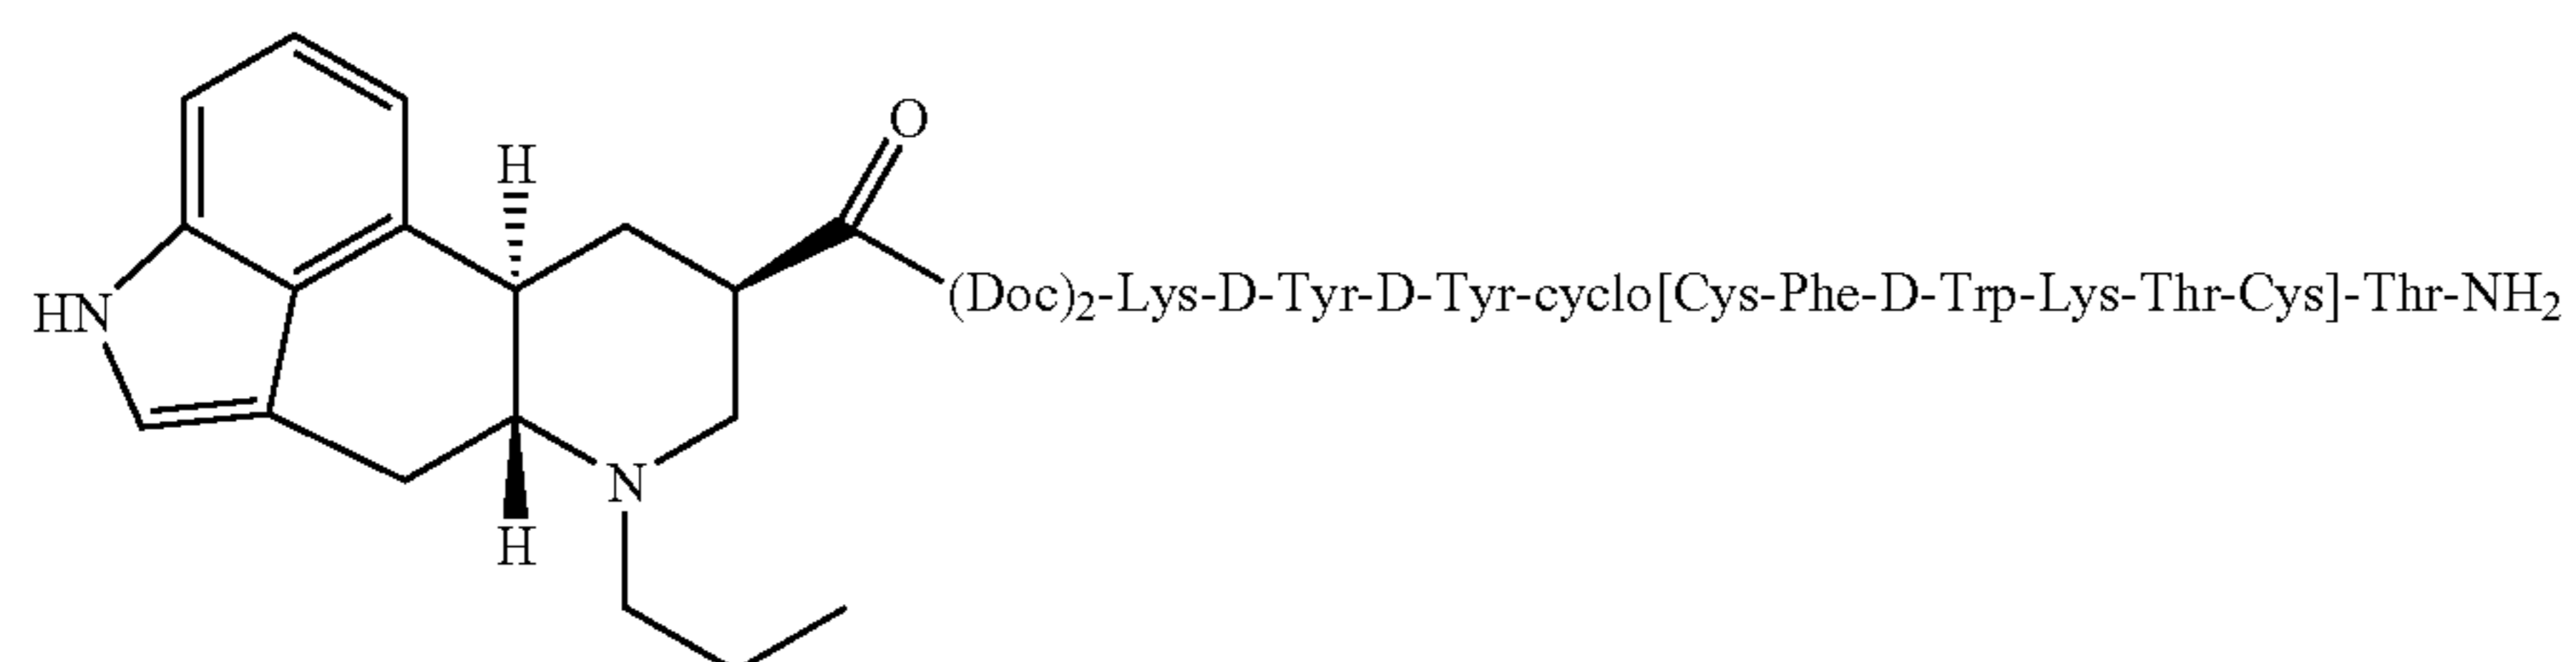 O
H
(Doc)2-Lys-D-Tyr-D-Tyr-cyclo[Cys-Phe-D-Trp-Lys-Thr-Cys]-Thr-NH2
HN
N
H